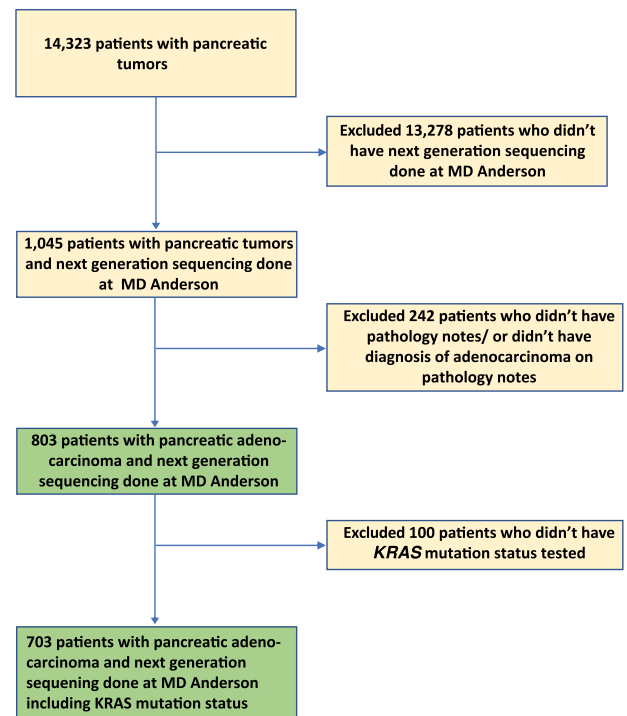 14,323 patients with pancreatic
tumors
Excluded 13,278 patients who didn't
have next generation sequencing
done at MD Anderson
1,045 patients with pancreatic tumors
and next generation sequencing done
at MD Anderson
Excluded 242 patients who didn't have
pathology notes/ or didn't have
diagnosis of adenocarcinoma on
pathology notes
803 patients with pancreatic adeno-
carcinoma and next generation
sequencing done at MD Anderson
Excluded 100 patients who didn't have
KRAS mutation status tested
703 patients with pancreatic adeno-
carcinoma and next generation
sequening done at MD Anderson
including KRAS mutation status